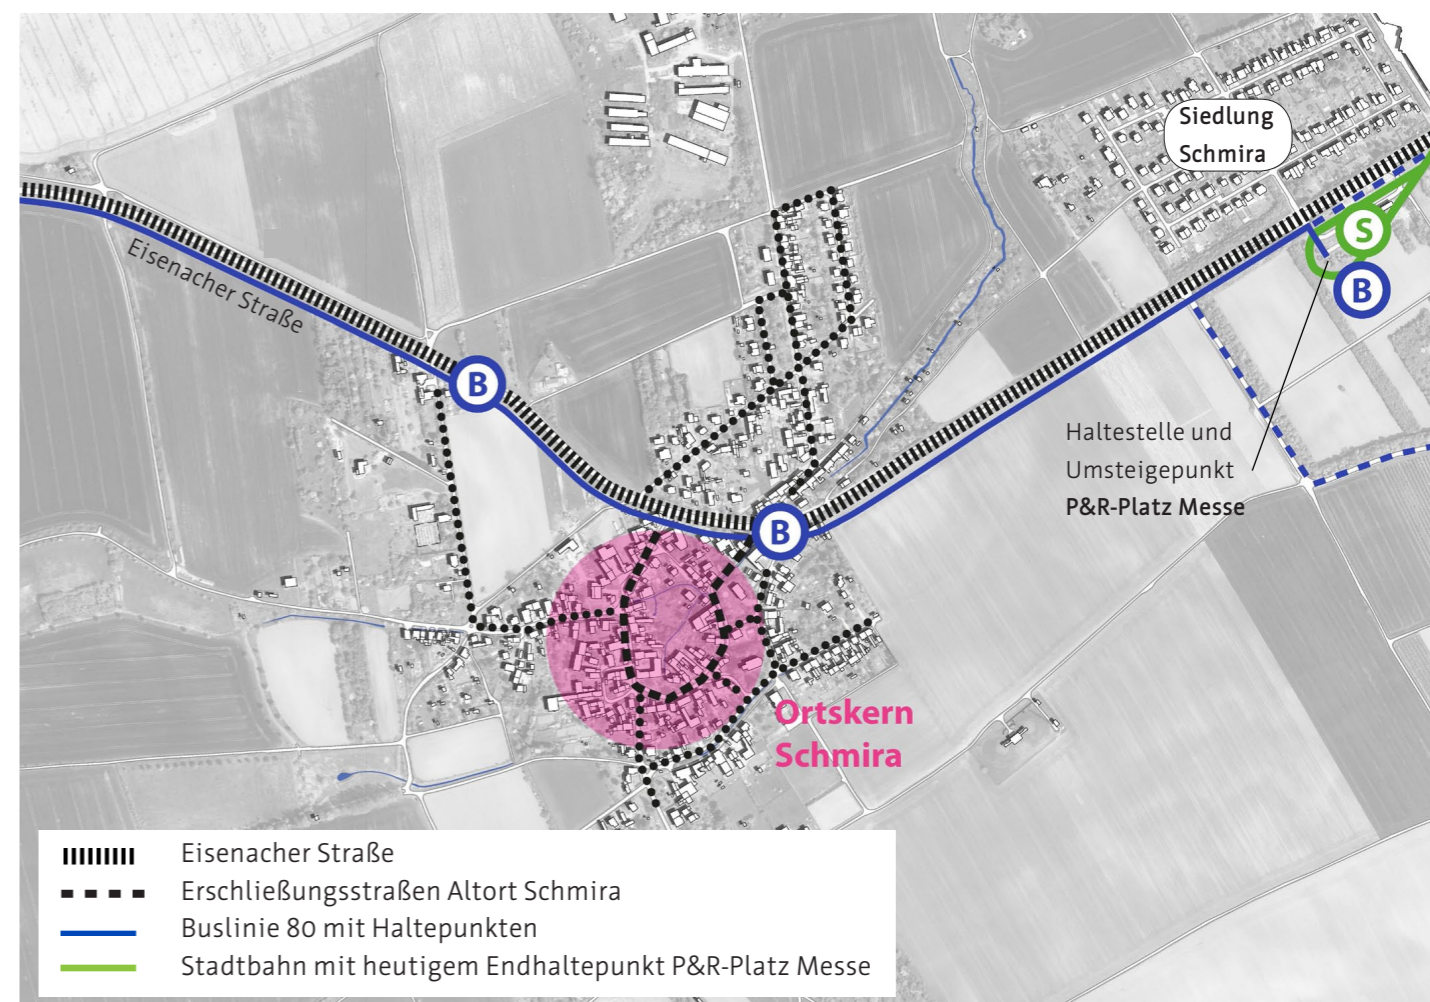 Siedlung
Schmira
S
B
Eisenacher Straße
B
Haltestelle und
Umsteigepunkt
P&R-Platz Messe
B
Ortskern
Schmira
Eisenacher Straße
Erschließungsstraßen Altort Schmira
Buslinie 80 mit Haltepunkten
Stadtbahn mit heutigem Endhaltepunkt P&R-Platz Messe